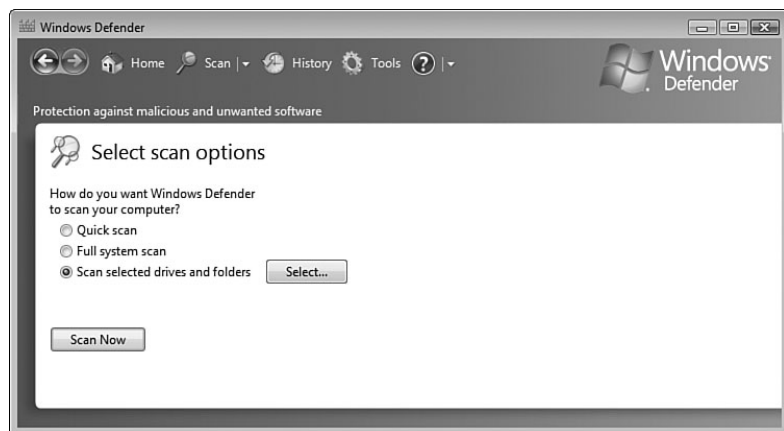 Windows Defender
Home Scan History Tools ?
Windows
Defender
Protection against malicious and unwanted software
Select scan options
How do you want Windows Defender
to scan your computer?
Quick scan
Full system scan
Scan selected drives and folders Select...
Scan Now